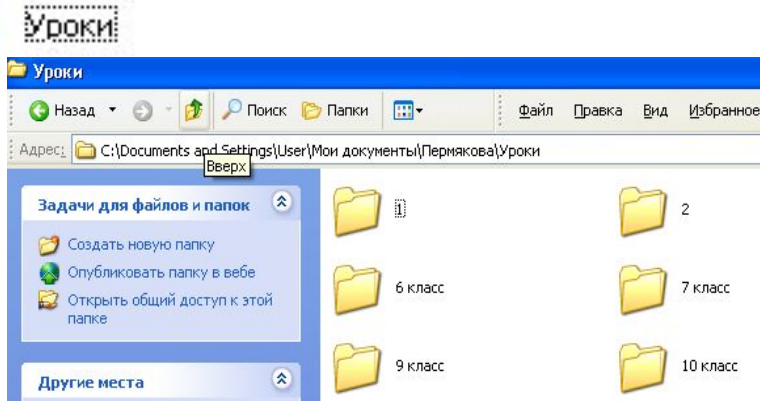 Уроки
Уроки
Назад Поиск Папки Файл Правка Вид Избранное
Адрес: C:\Documents and Settings\User\Мои документы\Пермякова\Уроки
Вверх
Задачи для файлов и папок
Создать новую папку
Опубликовать папку в вебе
Открыть общий доступ к этой
папке
Другие места
1 2
6 класс 7 класс
9 класс 10 класс